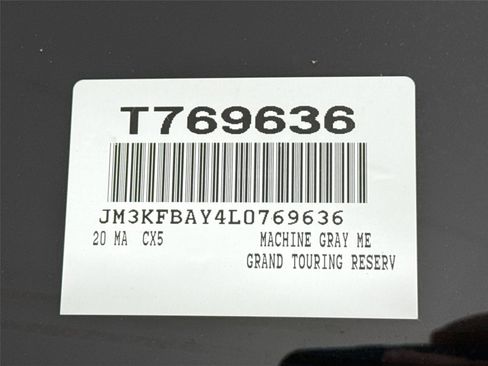 T769636
JM3KFBAY4L0769636
20 MA CX5 MACHINE GRAY ME
GRAND TOURING RESERV